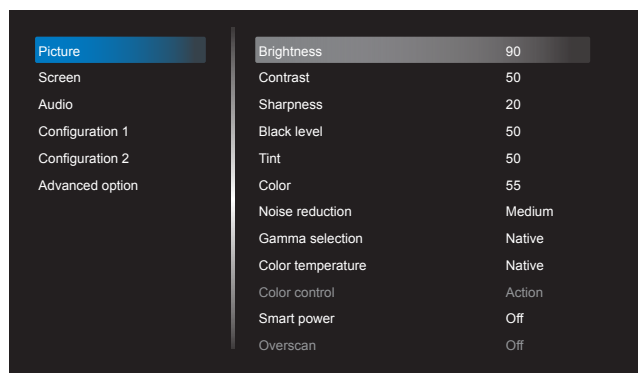 Picture
Screen
Audio
Configuration 1
Configuration 2
Advanced option
Brightness 90
Contrast 50
Sharpness 20
Black level 50
Tint 50
Color 55
Noise reduction Medium
Gamma selection Native
Color temperature Native
Color control Action
Smart power Off
Overscan Off